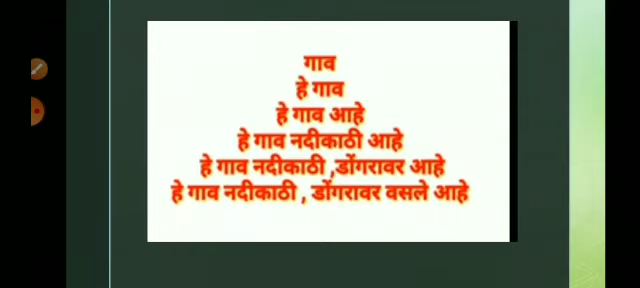 गाव
हे गाव
हे गाव आहे
हे गाव नदीकाठी आहे
हे गाव नदीकाठी ,डोंगरावर आहे
हे गाव नदीकाठी , डोंगरावर वसले आहे